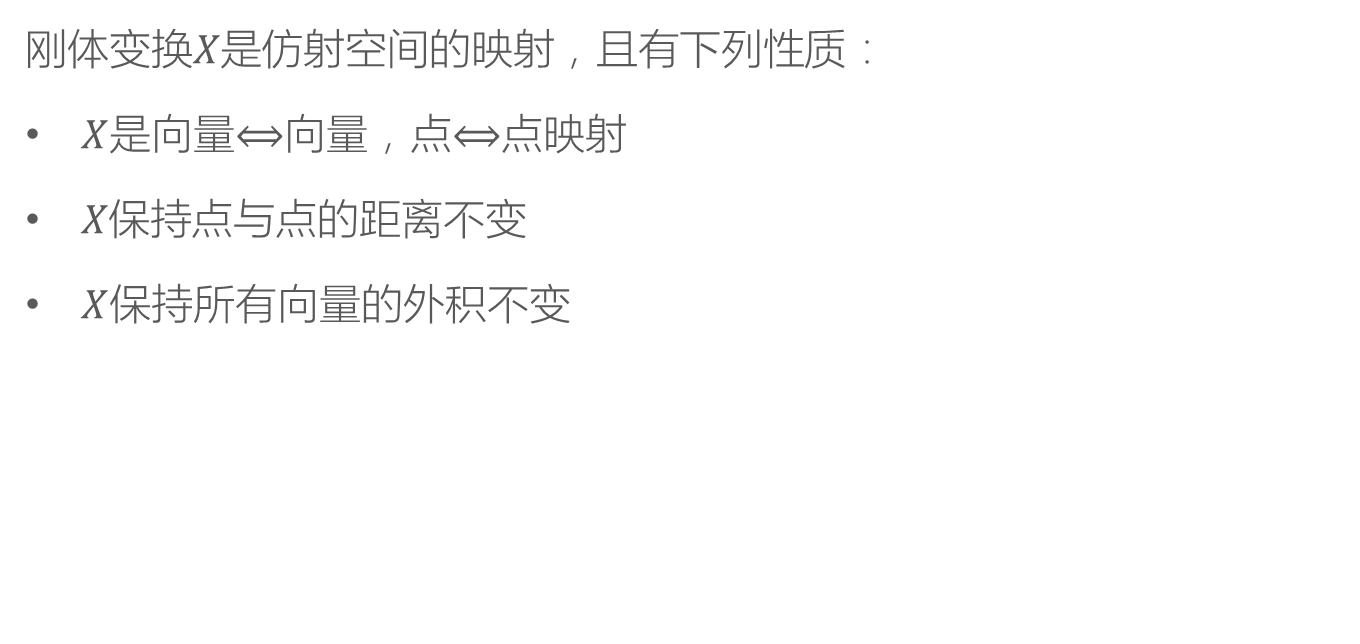 刚体变换X是仿射空间的映射，且有下列性质：
• X是向量⇔向量，点⇔点映射
• X保持点与点的距离不变
• X保持所有向量的外积不变